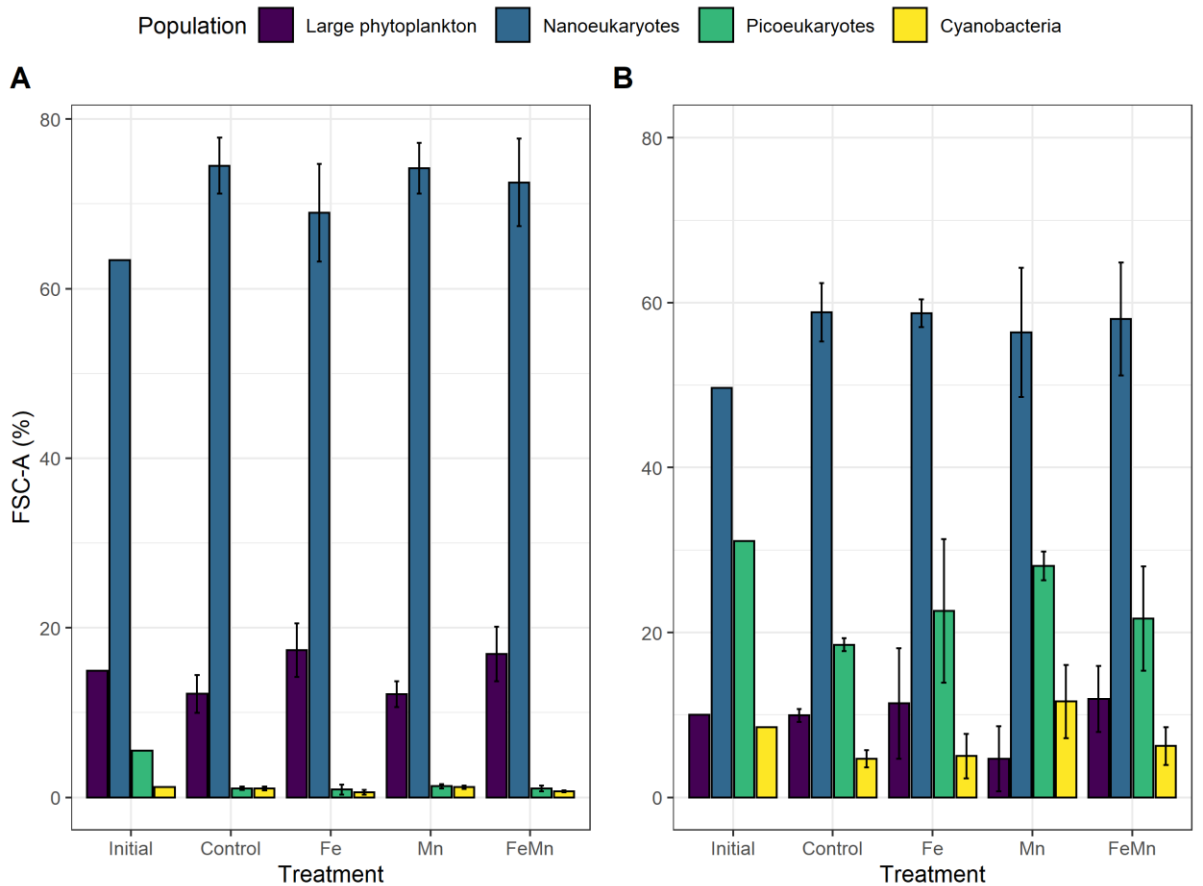 Population Large phytoplankton Nanoeukaryotes Picoeukaryotes Cyanobacteria
A
80
60
40
20
0
FSC-A (%)
Initial Control Fe Mn FeMn
Treatment
B
80
60
40
20
0
Initial Control Fe Mn FeMn
Treatment